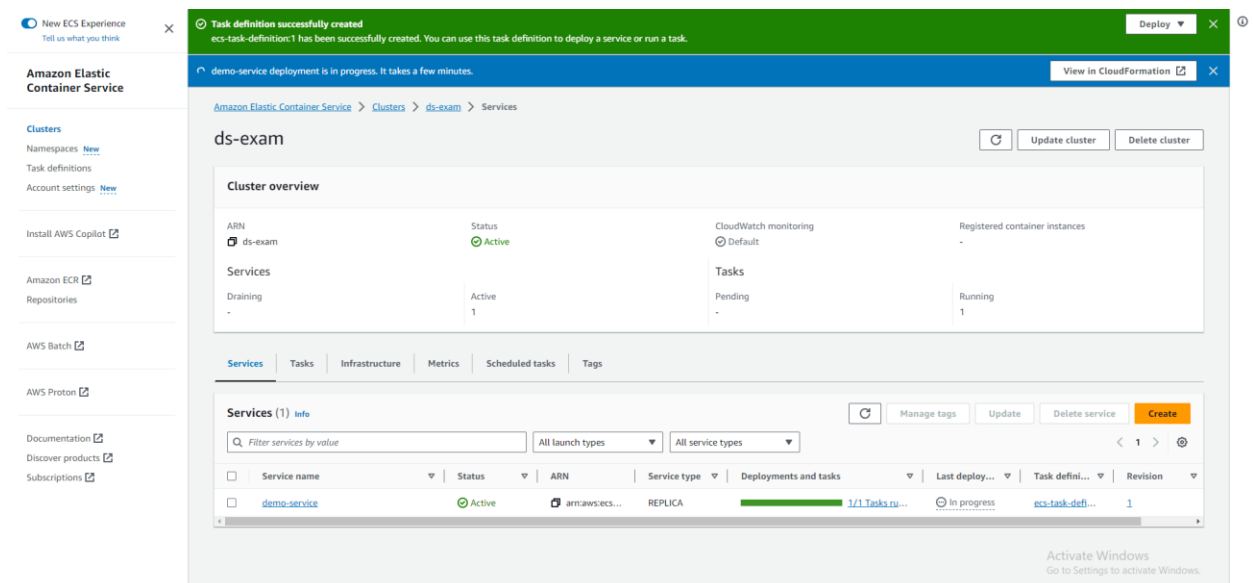 New ECS Experience
Tell us what you think
Amazon Elastic
Container Service
Clusters
Namespaces New
Task definitions
Account settings New
Install AWS Copilot
Amazon ECR
Repositories
AWS Batch
AWS Proton
Documentation
Discover products
Subscriptions
Task definition successfully created
ecs-task-definition:1 has been successfully created. You can use this task definition to deploy a service or run a task.
Deploy
demo-service deployment is in progress. It takes a few minutes.
View in CloudFormation
Amazon Elastic Container Service > Clusters > ds-exam > Services
ds-exam
Update cluster Delete cluster
Cluster overview
ARN Status CloudWatch monitoring Registered container instances
ds-exam Active Default -
Services Tasks
Draining Active Pending Running
- 1 - 1
Services Tasks Infrastructure Metrics Scheduled tasks Tags
Services (1) Info
Manage tags Update Delete service Create
Filter services by value All launch types All service types < 1 >
Service name Status ARN Service type Deployments and tasks Last deploy... Task defini... Revision
demo-service Active arn:aws:ecs... REPLICA 1/1 Tasks ru... In progress ecs-task-defi... 1
Activate Windows
Go to Settings to activate Windows.